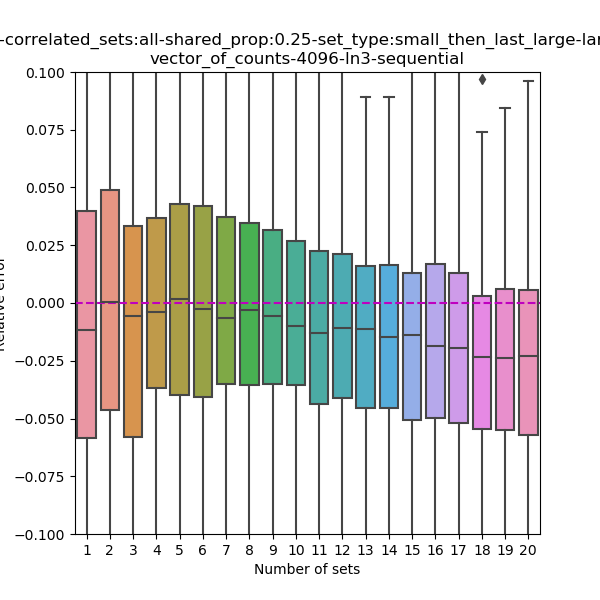 -correlated_sets:all-shared_prop:0.25-set_type:small_then_last_large-
vector_of_counts-4096-ln3-sequential
0.100
0.075
0.050
0.025
0.000
−0.025
−0.050
−0.075
−0.100
error
1 2 3 4 5 6 7 8 9 10 11 12 13 14 15 16 17 18 19 20
Number of sets